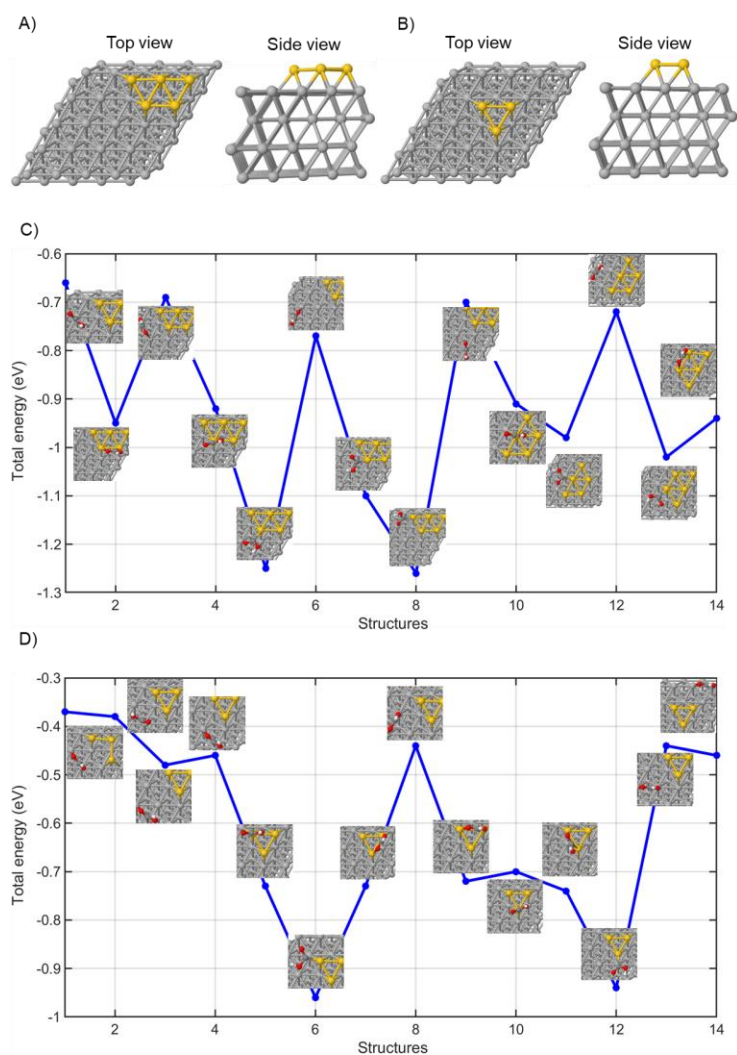 A)
Top view
Side view
B)
Top view
Side view
C)
-0.6
-0.7
-0.8
-0.9
-1
-1.1
-1.2
-1.3
Total energy (eV)
2 4 6 8 10 12 14
Structures
D)
-0.3
-0.4
-0.5
-0.6
-0.7
-0.8
-0.9
-1
Total energy (eV)
2 4 6 8 10 12 14
Structures